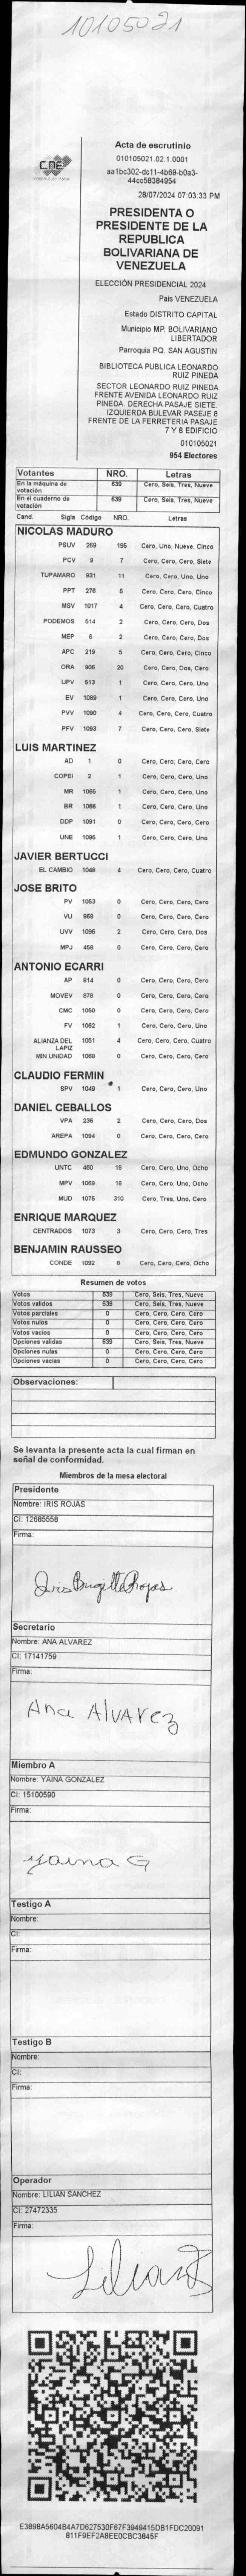 10105021
CNE
Acta de escrutinio
010105021.02.1.0001
aa1bc302-dc11-4b69-b0a3-
44cc58384954
28/07/2024 07:03:33 PM
PRESIDENTA O
PRESIDENTE DE LA
REPUBLICA
BOLIVARIANA DE
VENEZUELA
ELECCIÓN PRESIDENCIAL 2024
Pais VENEZUELA
Estado DISTRITO CAPITAL
Municipio MP. BOLIVARIANO
LIBERTADOR
Parroquia PQ. SAN AGUSTIN
BIBLIOTECA PUBLICA LEONARDO
RUIZ PINEDA
SECTOR LEONARDO RUIZ PINEDA
FRENTE AVENIDA LEONARDO RUIZ
PINEDA. DERECHA PASAJE SIETE.
IZQUIERDA BULEVAR PASEJE 8
FRENTE DE LA FERRETERIA PASAJE
7 Y 8 EDIFICIO
010105021
954 Electores
Votantes NRO. Letras
En la máquina de votación 639 Cero, Seis, Tres, Nueve
En el cuaderno de votación 639 Cero, Seis, Tres, Nueve
Cand. Sigla Código NRO. Letras
NICOLAS MADURO
PSUV 269 195 Cero, Uno, Nueve, Cinco
PCV 9 7 Cero, Cero, Cero, Siete
TUPAMARO 931 11 Cero, Cero, Uno, Uno
PPT 276 5 Cero, Cero, Cero, Cinco
MSV 1017 4 Cero, Cero, Cero, Cuatro
PODEMOS 514 2 Cero, Cero, Cero, Dos
MEP 6 2 Cero, Cero, Cero, Dos
APC 219 5 Cero, Cero, Cero, Cinco
ORA 906 20 Cero, Cero, Dos, Cero
UPV 513 1 Cero, Cero, Cero, Uno
EV 1089 1 Cero, Cero, Cero, Uno
PVV 1090 4 Cero, Cero, Cero, Cuatro
PFV 1093 7 Cero, Cero, Cero, Siete
LUIS MARTINEZ
AD 1 0 Cero, Cero, Cero, Cero
COPEI 2 1 Cero, Cero, Cero, Uno
MR 1065 1 Cero, Cero, Cero, Uno
BR 1066 1 Cero, Cero, Cero, Uno
DDP 1091 0 Cero, Cero, Cero, Cero
UNE 1095 1 Cero, Cero, Cero, Uno
JAVIER BERTUCCI
EL CAMBIO 1048 4 Cero, Cero, Cero, Cuatro
JOSE BRITO
PV 1053 0 Cero, Cero, Cero, Cero
VU 968 0 Cero, Cero, Cero, Cero
UVV 1096 2 Cero, Cero, Cero, Dos
MPJ 458 0 Cero, Cero, Cero, Cero
ANTONIO ECARRI
AP 814 0 Cero, Cero, Cero, Cero
MOVEV 878 0 Cero, Cero, Cero, Cero
CMC 1050 0 Cero, Cero, Cero, Cero
FV 1062 1 Cero, Cero, Cero, Uno
ALIANZA DEL LAPIZ 1051 4 Cero, Cero, Cero, Cuatro
MIN UNIDAD 1069 0 Cero, Cero, Cero, Cero
CLAUDIO FERMIN
SPV 1049 1 Cero, Cero, Cero, Uno
DANIEL CEBALLOS
VPA 236 2 Cero, Cero, Cero, Dos
AREPA 1094 0 Cero, Cero, Cero, Cero
EDMUNDO GONZALEZ
UNTC 460 18 Cero, Cero, Uno, Ocho
MPV 1069 18 Cero, Cero, Uno, Ocho
MUD 1076 310 Cero, Tres, Uno, Cero
ENRIQUE MARQUEZ
CENTRADOS 1073 3 Cero, Cero, Cero, Tres
BENJAMIN RAUSSEO
CONDE 1092 8 Cero, Cero, Cero, Ocho
Resumen de votos
Votos 639 Cero, Seis, Tres, Nueve
Votos validos 639 Cero, Seis, Tres, Nueve
Votos parciales 0 Cero, Cero, Cero, Cero
Votos nulos 0 Cero, Cero, Cero, Cero
Votos vacios 0 Cero, Cero, Cero, Cero
Opciones validas 639 Cero, Seis, Tres, Nueve
Opciones nulas 0 Cero, Cero, Cero, Cero
Opciones vacias 0 Cero, Cero, Cero, Cero
Observaciones:
Se levanta la presente acta la cual firman en
señal de conformidad.
Miembros de la mesa electoral
Presidente
Nombre: IRIS ROJAS
CI: 12685558
Firma:
Iris Brigette Rojas
Secretario
Nombre: ANA ALVAREZ
CI: 17141759
Firma:
Ana Alvarez
Miembro A
Nombre: YAINA GONZALEZ
CI: 15100590
Firma:
Yaina G
Testigo A
Nombre:
CI:
Firma:
Testigo B
Nombre:
CI:
Firma:
Operador
Nombre: LILIAN SANCHEZ
CI: 27472335
Firma:
Lilian S
E3898A5604B4A7D627530F67F3949415DB1FDC20091
811F9EF2A8EE0CBC3845F